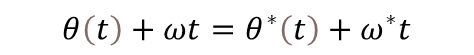 θ(t) + ωt = θ*(t) + ω*t